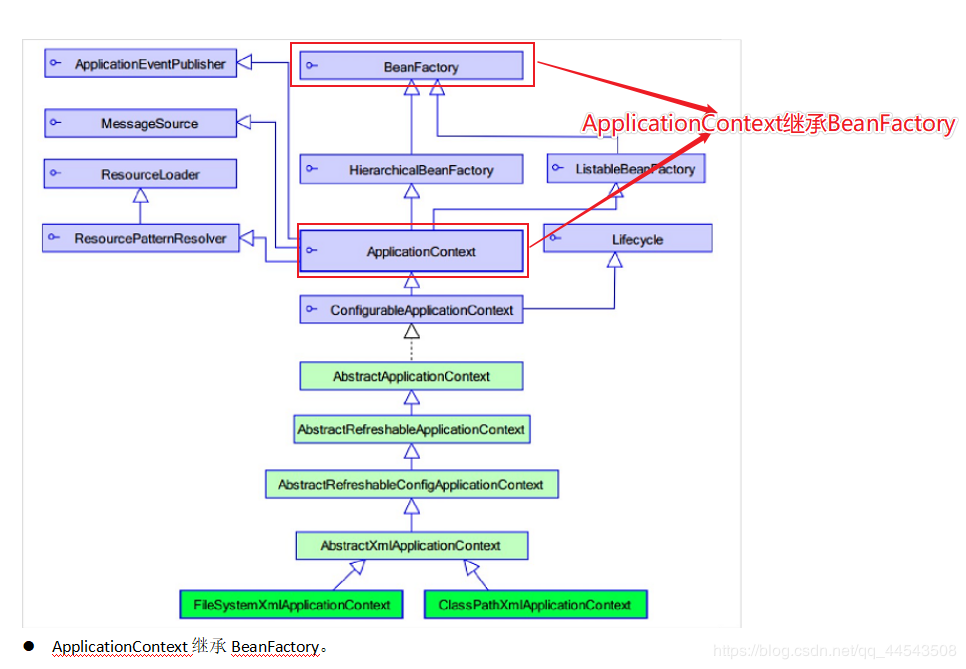 ApplicationEventPublisher
BeanFactory
MessageSource
ApplicationContext继承BeanFactory
ResourceLoader
HierarchicalBeanFactory
ListableBeanFactory
ResourcePatternResolver
ApplicationContext
Lifecycle
ConfigurableApplicationContext
AbstractApplicationContext
AbstractRefreshableApplicationContext
AbstractRefreshableConfigApplicationContext
AbstractXmlApplicationContext
FileSystemXmlApplicationContext
ClassPathXmlApplicationContext
● ApplicationContext 继承 BeanFactory。
https://blog.csdn.net/qq_44543508